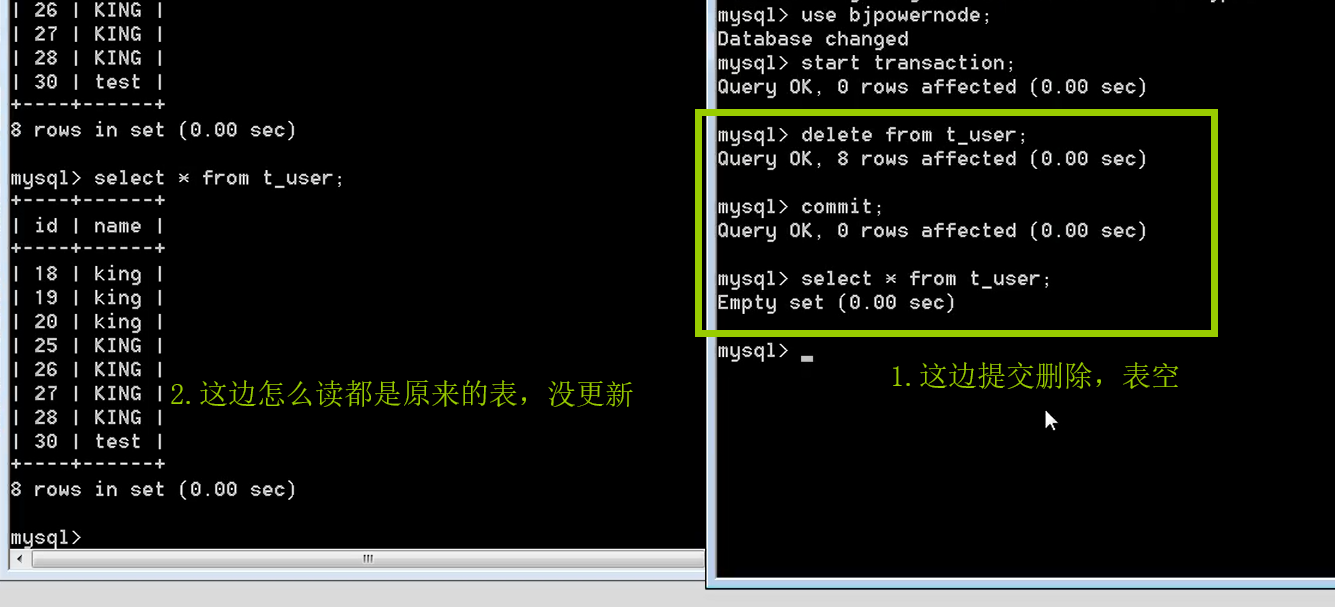 | 26 | KING |
| 27 | KING |
| 28 | KING |
| 30 | test |
+----+------+
8 rows in set (0.00 sec)
mysql> select * from t_user;
+----+------+
| id | name |
+----+------+
| 18 | king |
| 19 | king |
| 20 | king |
| 25 | KING |
| 26 | KING |
| 27 | KING |
| 28 | KING |
| 30 | test |
+----+------+
8 rows in set (0.00 sec)
mysql>
2.这边怎么读都是原来的表，没更新
mysql> use bjpowernode;
Database changed
mysql> start transaction;
Query OK, 0 rows affected (0.00 sec)
mysql> delete from t_user;
Query OK, 8 rows affected (0.00 sec)
mysql> commit;
Query OK, 0 rows affected (0.00 sec)
mysql> select * from t_user;
Empty set (0.00 sec)
mysql> _
1.这边提交删除，表空